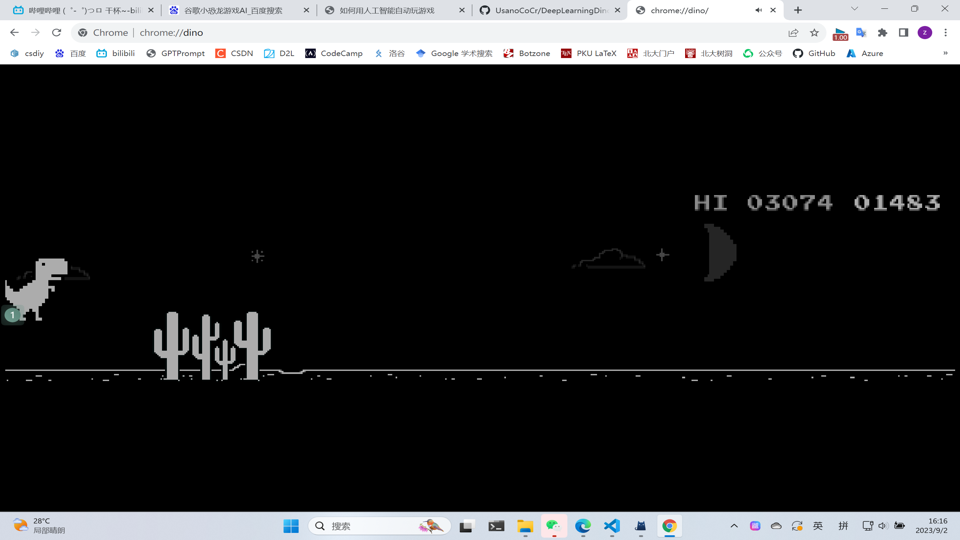 哔哩哔哩 (゜-゜)つロ 干杯~-bili
谷歌小恐龙游戏AI_百度搜索
如何用人工智能自动玩游戏
UsanoCoCr/DeepLearningDin
chrome://dino/
Chrome | chrome://dino
1.00
z
csdiy
百度
bilibili
GPTPrompt
CSDN
D2L
CodeCamp
洛谷
Google 学术搜索
Botzone
PKU LaTeX
北大门户
北大树洞
公众号
GitHub
Azure
»
HI 03074 01483
1
28°C
局部晴朗
搜索
英
拼
16:16
2023/9/2